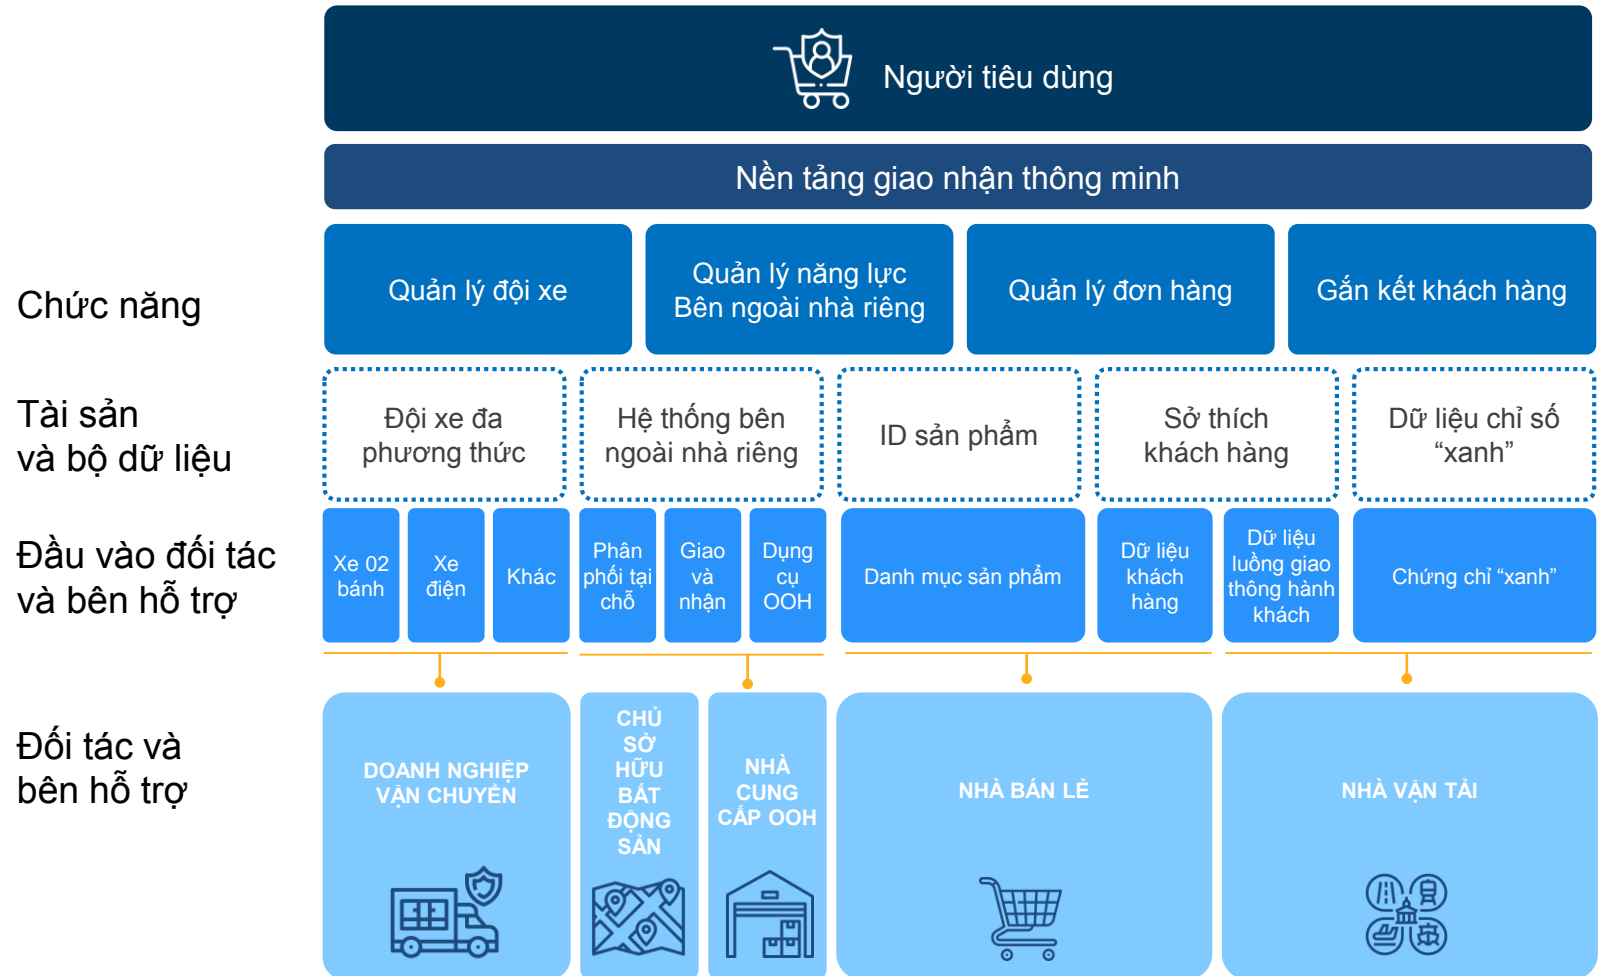 Người tiêu dùng
Nền tảng giao nhận thông minh
Chức năng
Quản lý đội xe
Quản lý năng lực
Bên ngoài nhà riêng
Quản lý đơn hàng
Gắn kết khách hàng
Tài sản
và bộ dữ liệu
Đội xe đa
phương thức
Hệ thống bên
ngoài nhà riêng
ID sản phẩm
Sở thích
khách hàng
Dữ liệu chỉ số
“xanh”
Đầu vào đối tác
và bên hỗ trợ
Xe 02
bánh
Xe
điện
Khác
Phân
phối tại
chỗ
Giao
và
nhận
Dụng
cụ
OOH
Danh mục sản phẩm
Dữ liệu
khách
hàng
Dữ liệu
luồng giao
thông hành
khách
Chứng chỉ “xanh”
Đối tác và
bên hỗ trợ
DOANH NGHIỆP
VẬN CHUYỂN
CHỦ
SỞ
HỮU
BẤT
ĐỘNG
SẢN
NHÀ
CUNG
CẤP OOH
NHÀ BÁN LẺ
NHÀ VẬN TẢI